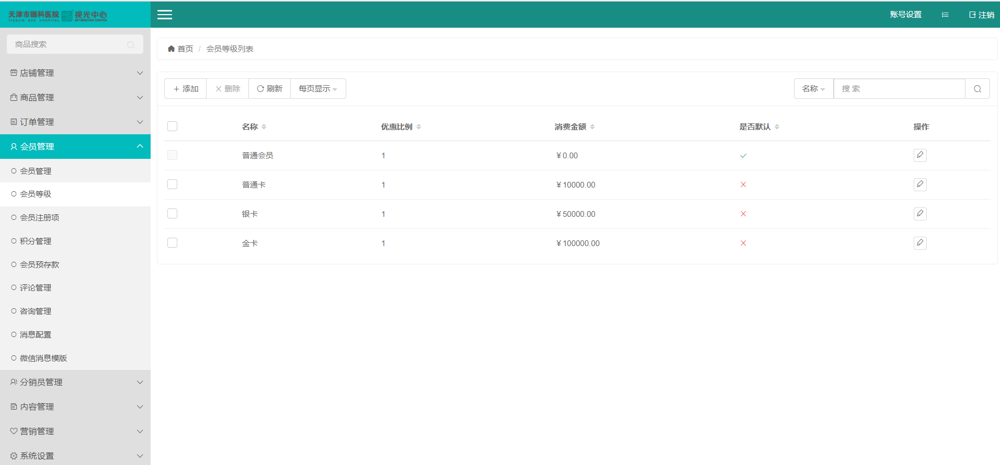 天津市眼科医院 视光中心
TIANJIN EYE HOSPITAL OPTOMETRIC CENTER
账号设置
注销
商品搜索
店铺管理
商品管理
订单管理
会员管理
会员管理
会员等级
会员注册项
积分管理
会员预存款
评论管理
咨询管理
消息配置
微信消息模版
分销员管理
内容管理
营销管理
系统设置
首页 / 会员等级列表
添加 删除 刷新 每页显示
名称 搜 索
名称 优惠比例 消费金额 是否默认 操作
普通会员 1 ¥0.00
普通卡 1 ¥10000.00
银卡 1 ¥50000.00
金卡 1 ¥100000.00